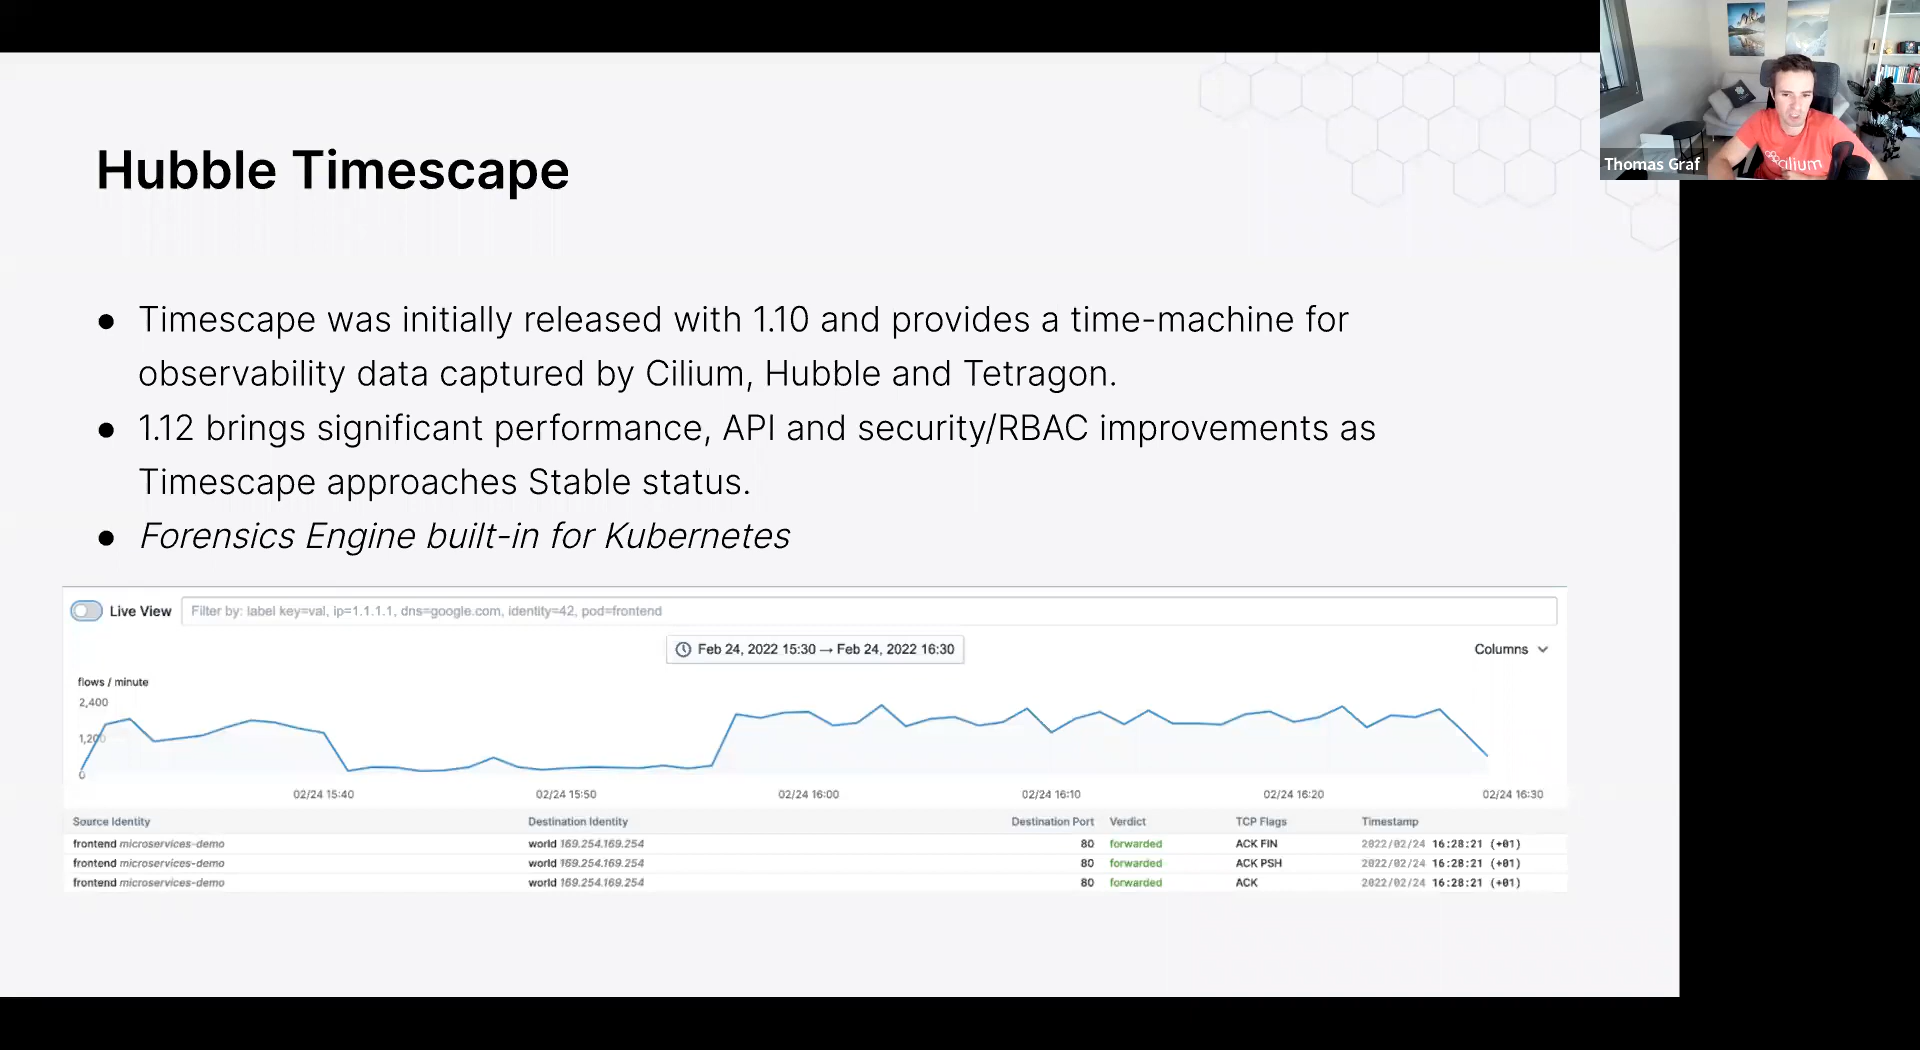 Hubble Timescape
Thomas Graf
cilium
● Timescape was initially released with 1.10 and provides a time-machine for
observability data captured by Cilium, Hubble and Tetragon.
● 1.12 brings significant performance, API and security/RBAC improvements as
Timescape approaches Stable status.
● Forensics Engine built-in for Kubernetes
Live View Filter by: label key=val, ip=1.1.1.1, dns=google.com, identity=42, pod=frontend
Feb 24, 2022 15:30 → Feb 24, 2022 16:30 Columns
flows / minute
2,400
1,200
0
02/24 15:40 02/24 15:50 02/24 16:00 02/24 16:10 02/24 16:20 02/24 16:30
Source Identity Destination Identity Destination Port Verdict TCP Flags Timestamp
frontend microservices-demo world 169.254.169.254 80 forwarded ACK FIN 2022/02/24 16:28:21 (+01)
frontend microservices-demo world 169.254.169.254 80 forwarded ACK PSH 2022/02/24 16:28:21 (+01)
frontend microservices-demo world 169.254.169.254 80 forwarded ACK 2022/02/24 16:28:21 (+01)